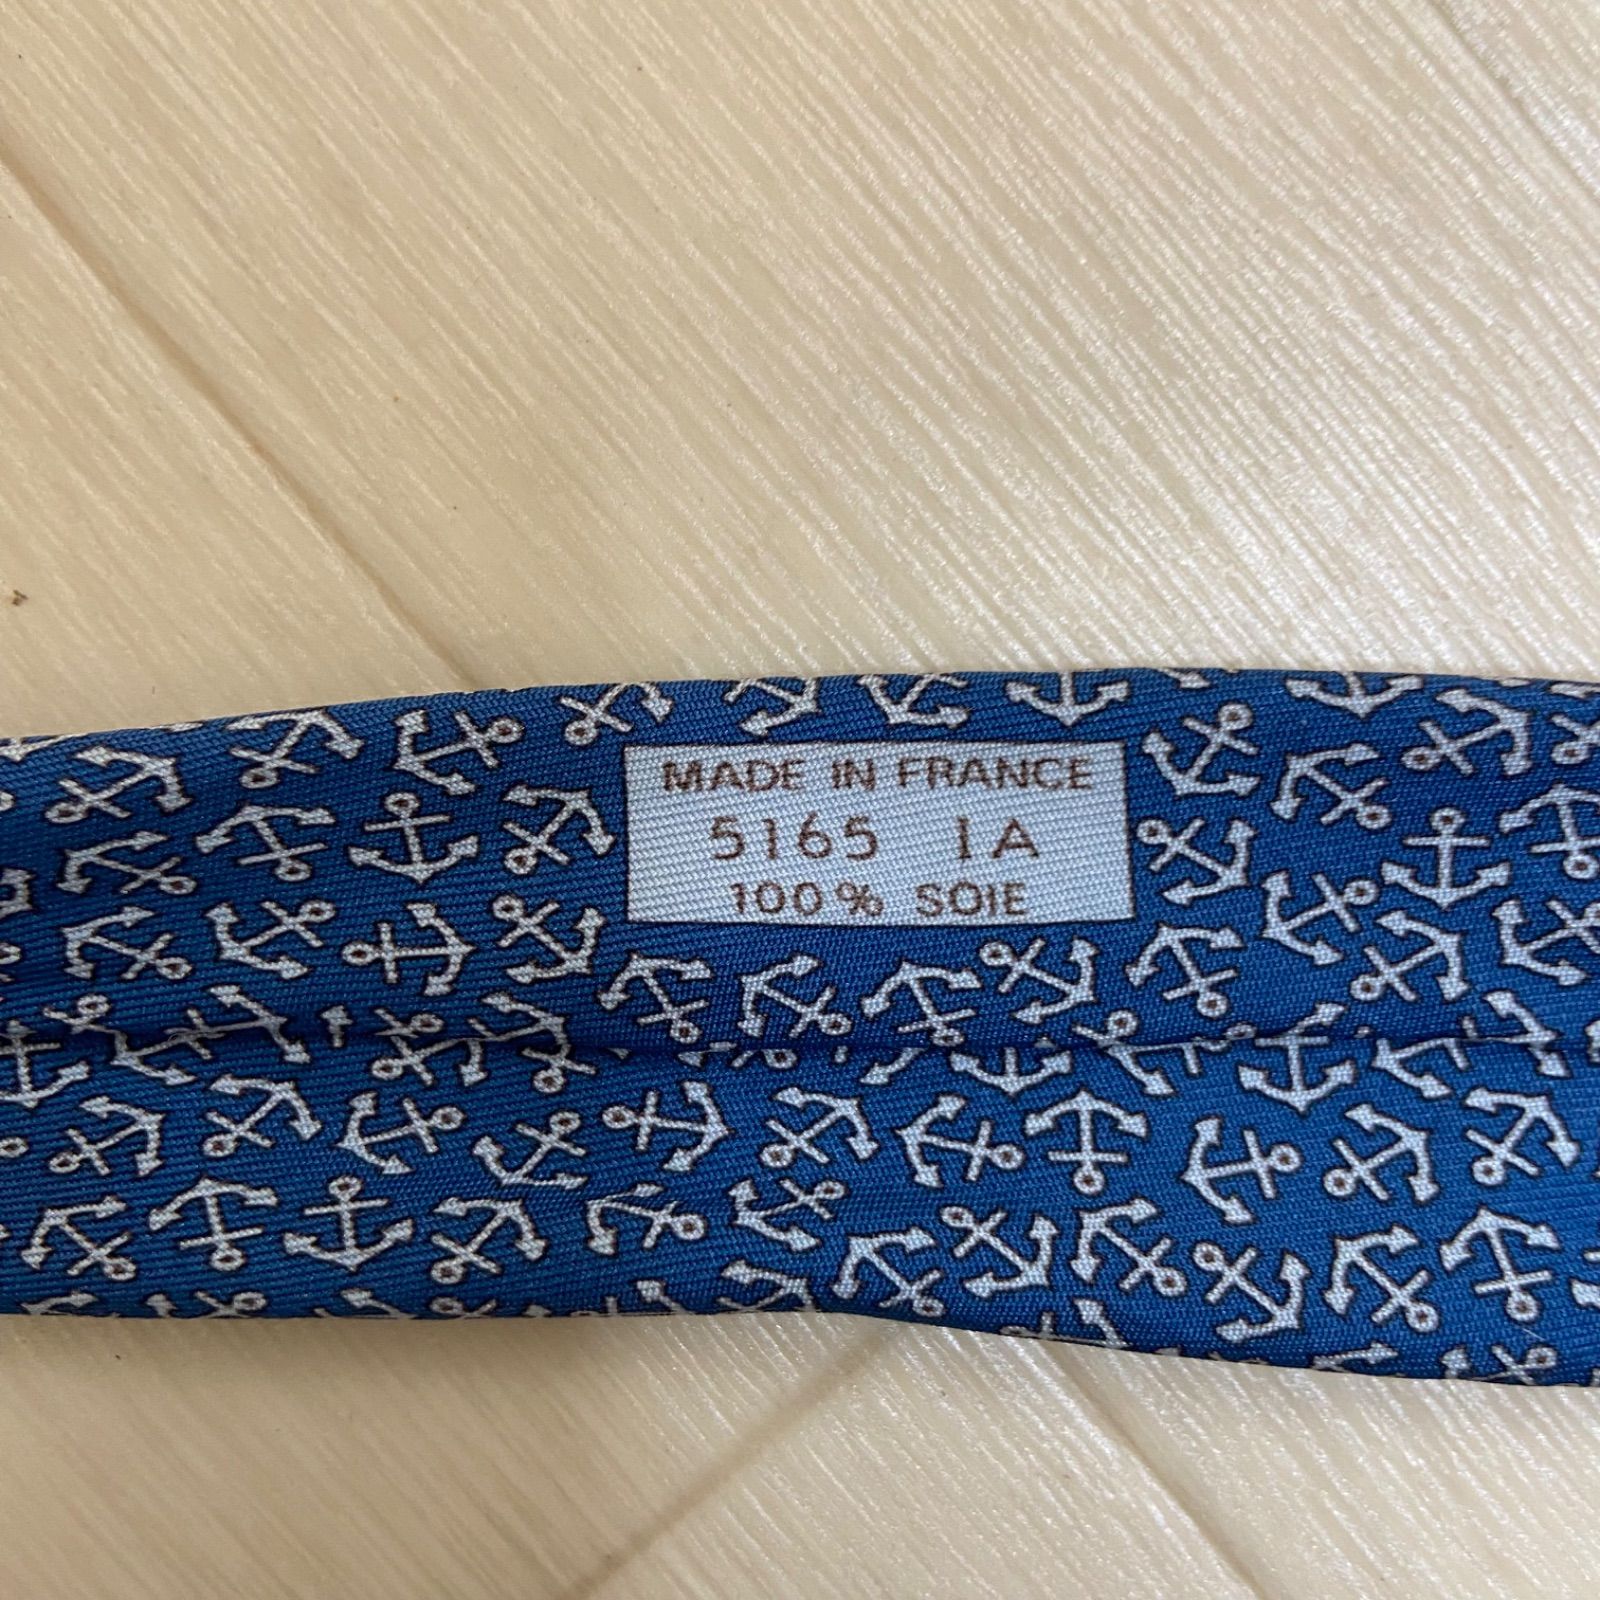 MADE IN FRANCE
5165 IA
100% SOIE